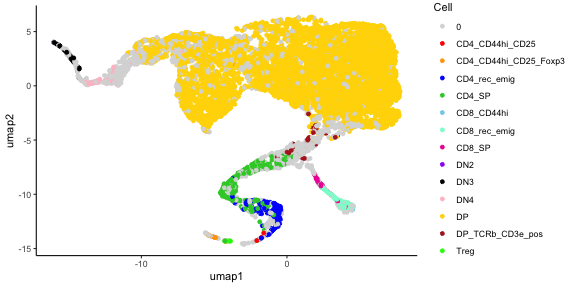 Cell
0
CD4_CD44hi_CD25
CD4_CD44hi_CD25_Foxp3
CD4_rec_emig
CD4_SP
CD8_CD44hi
CD8_rec_emig
CD8_SP
DN2
DN3
DN4
DP
DP_TCRb_CD3e_pos
Treg
5
0
-5
-10
-15
umap2
-10
0
umap1